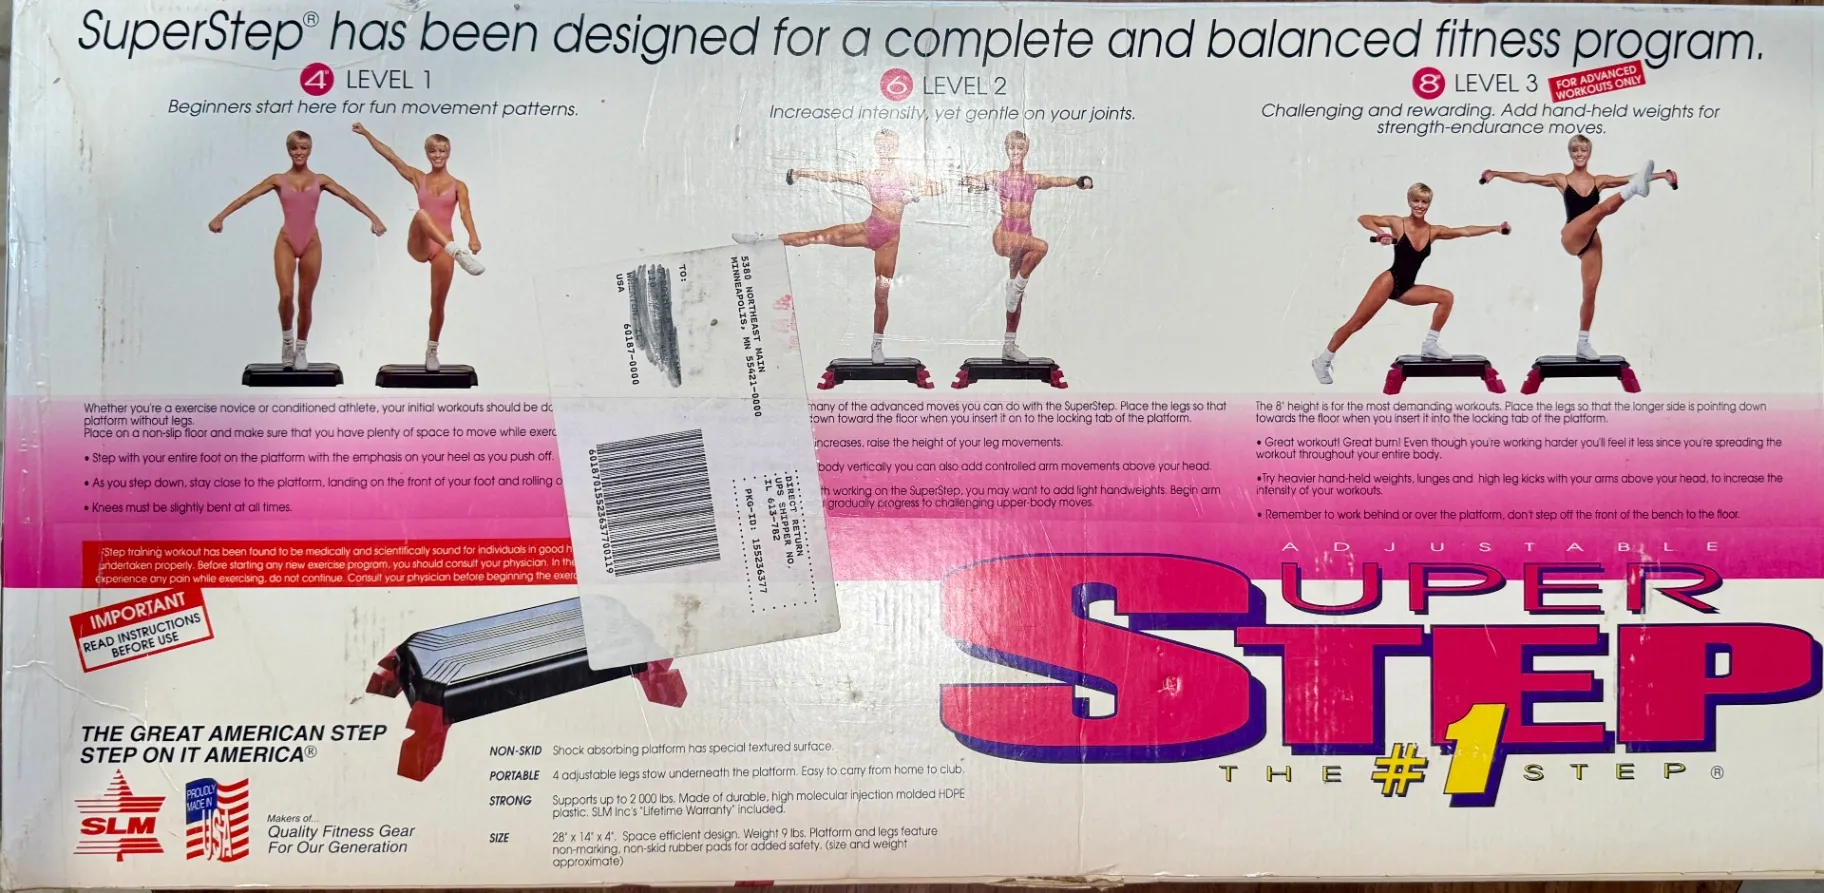 SuperStep® has been designed for a complete and balanced fitness program.
4" LEVEL 1
Beginners start here for fun movement patterns.
6" LEVEL 2
Increased intensity, yet gentle on your joints.
8" LEVEL 3
FOR ADVANCED
WORKOUTS ONLY
Challenging and rewarding. Add hand-held weights for
strength-endurance moves.
Whether you're a exercise novice or conditioned athlete, your initial workouts should be do
platform without legs.
Place on a non-slip floor and make sure that you have plenty of space to move while exerc
• Step with your entire foot on the platform with the emphasis on your heel as you push off.
• As you step down, stay close to the platform, landing on the front of your foot and rolling o
• Knees must be slightly bent at all times.
Step training workout has been found to be medically and scientifically sound for individuals in good h
undertaken properly. Before starting any new exercise program, you should consult your physician. In the
experience any pain while exercising, do not continue. Consult your physician before beginning the exerc
5380 NORTHEAST MAIN
MINNEAPOLIS, MN 55421-0000
TO:
60187-0000
USA
DIRECT RETURN
UPS SHIPPER NO.
IL 613-782
PKG-ID: 155236377
60187015523637700119
many of the advanced moves you can do with the SuperStep. Place the legs so that
own toward the floor when you insert it on to the locking tab of the platform.
increases, raise the height of your leg movements.
body vertically you can also add controlled arm movements above your head.
th working on the SuperStep, you may want to add light handweights. Begin arm
gradually progress to challenging upper-body moves.
The 8" height is for the most demanding workouts. Place the legs so that the longer side is pointing down
towards the floor when you insert it into the locking tab of the platform.
• Great workout! Great burn! Even though you're working harder you'll feel it less since you're spreading the
workout throughout your entire body.
• Try heavier hand-held weights, lunges and high leg kicks with your arms above your head, to increase the
intensity of your workouts.
• Remember to work behind or over the platform, don't step off the front of the bench to the floor.
IMPORTANT
READ INSTRUCTIONS
BEFORE USE
ADJUSTABLE
SUPER
STEP
THE #1 STEP®
THE GREAT AMERICAN STEP
STEP ON IT AMERICA®
SLM
PROUDLY
MADE IN
USA
Makers of...
Quality Fitness Gear
For Our Generation
NON-SKID Shock absorbing platform has special textured surface.
PORTABLE 4 adjustable legs stow underneath the platform. Easy to carry from home to club.
STRONG Supports up to 2 000 lbs. Made of durable, high molecular injection molded HDPE
plastic. SLM Inc's "Lifetime Warranty" included.
SIZE 28" x 14" x 4". Space efficient design. Weight 9 lbs. Platform and legs feature
non-marking, non-skid rubber pads for added safety. (size and weight
approximate)